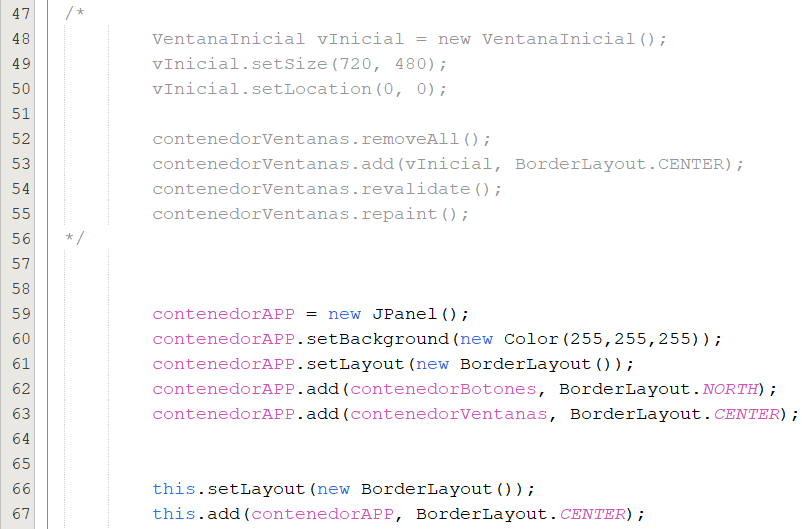 47 /*
48 VentanaInicial vInicial = new VentanaInicial();
49 vInicial.setSize(720, 480);
50 vInicial.setLocation(0, 0);
51
52 contenedorVentanas.removeAll();
53 contenedorVentanas.add(vInicial, BorderLayout.CENTER);
54 contenedorVentanas.revalidate();
55 contenedorVentanas.repaint();
56 */
57
58
59 contenedorAPP = new JPanel();
60 contenedorAPP.setBackground(new Color(255,255,255));
61 contenedorAPP.setLayout(new BorderLayout());
62 contenedorAPP.add(contenedorBotones, BorderLayout.NORTH);
63 contenedorAPP.add(contenedorVentanas, BorderLayout.CENTER);
64
65
66 this.setLayout(new BorderLayout());
67 this.add(contenedorAPP, BorderLayout.CENTER);